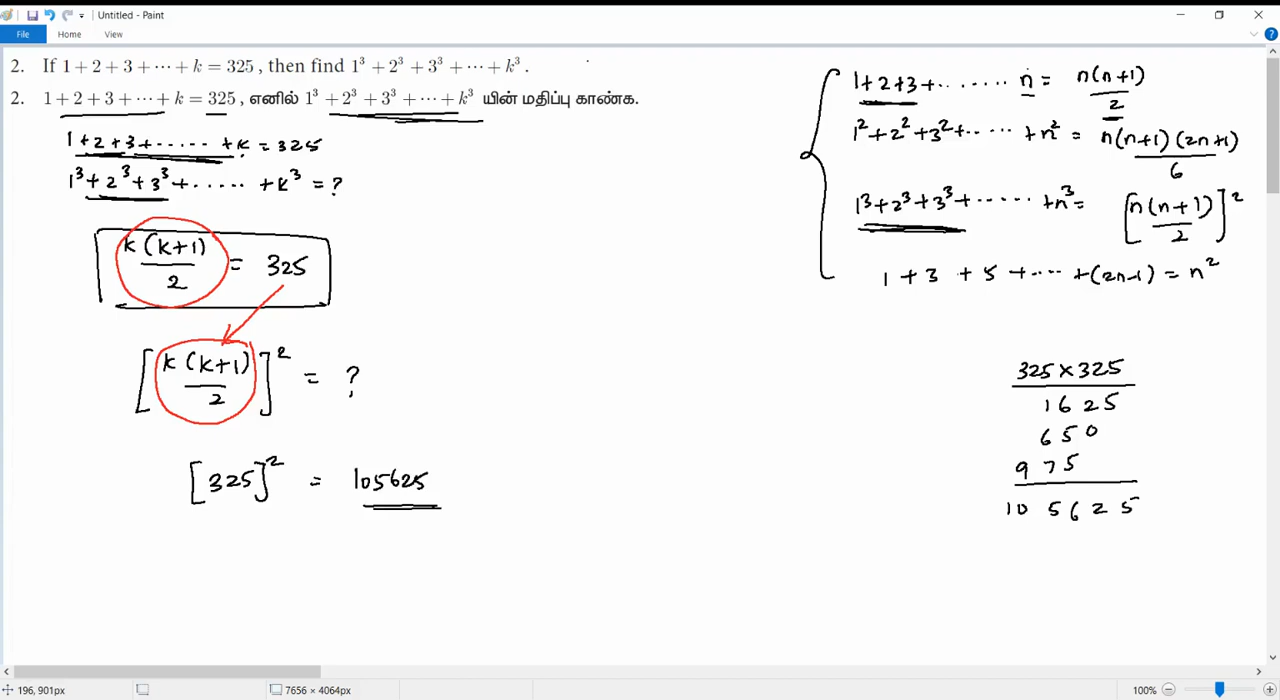 Untitled - Paint
File Home View
2. If 1 + 2 + 3 + ⋯ + k = 325, then find 1³ + 2³ + 3³ + ⋯ + k³.
2. 1 + 2 + 3 + ⋯ + k = 325, எனில் 1³ + 2³ + 3³ + ⋯ + k³ யின் மதிப்பு காண்க.
1+2+3+.....+k = 325
1³+2³+3³+.....+k³ = ?
k(k+1)/2 = 325
[k(k+1)/2]² = ?
[325]² = 105625
1+2+3+.......n = n(n+1)/2
1²+2²+3²+.....+n² = n(n+1)(2n+1)/6
1³+2³+3³+.....+n³ = [n(n+1)/2]²
1+3+5+....+(2n-1) = n²
325×325
1625
650
975
105625
196, 901px
7656 × 4064px
100%